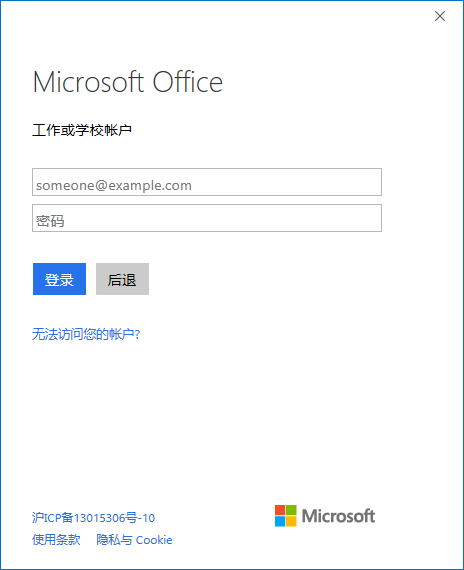 Microsoft Office
工作或学校帐户
someone@example.com
密码
登录 后退
无法访问您的帐户?
沪ICP备13015306号-10
Microsoft
使用条款 隐私与 Cookie